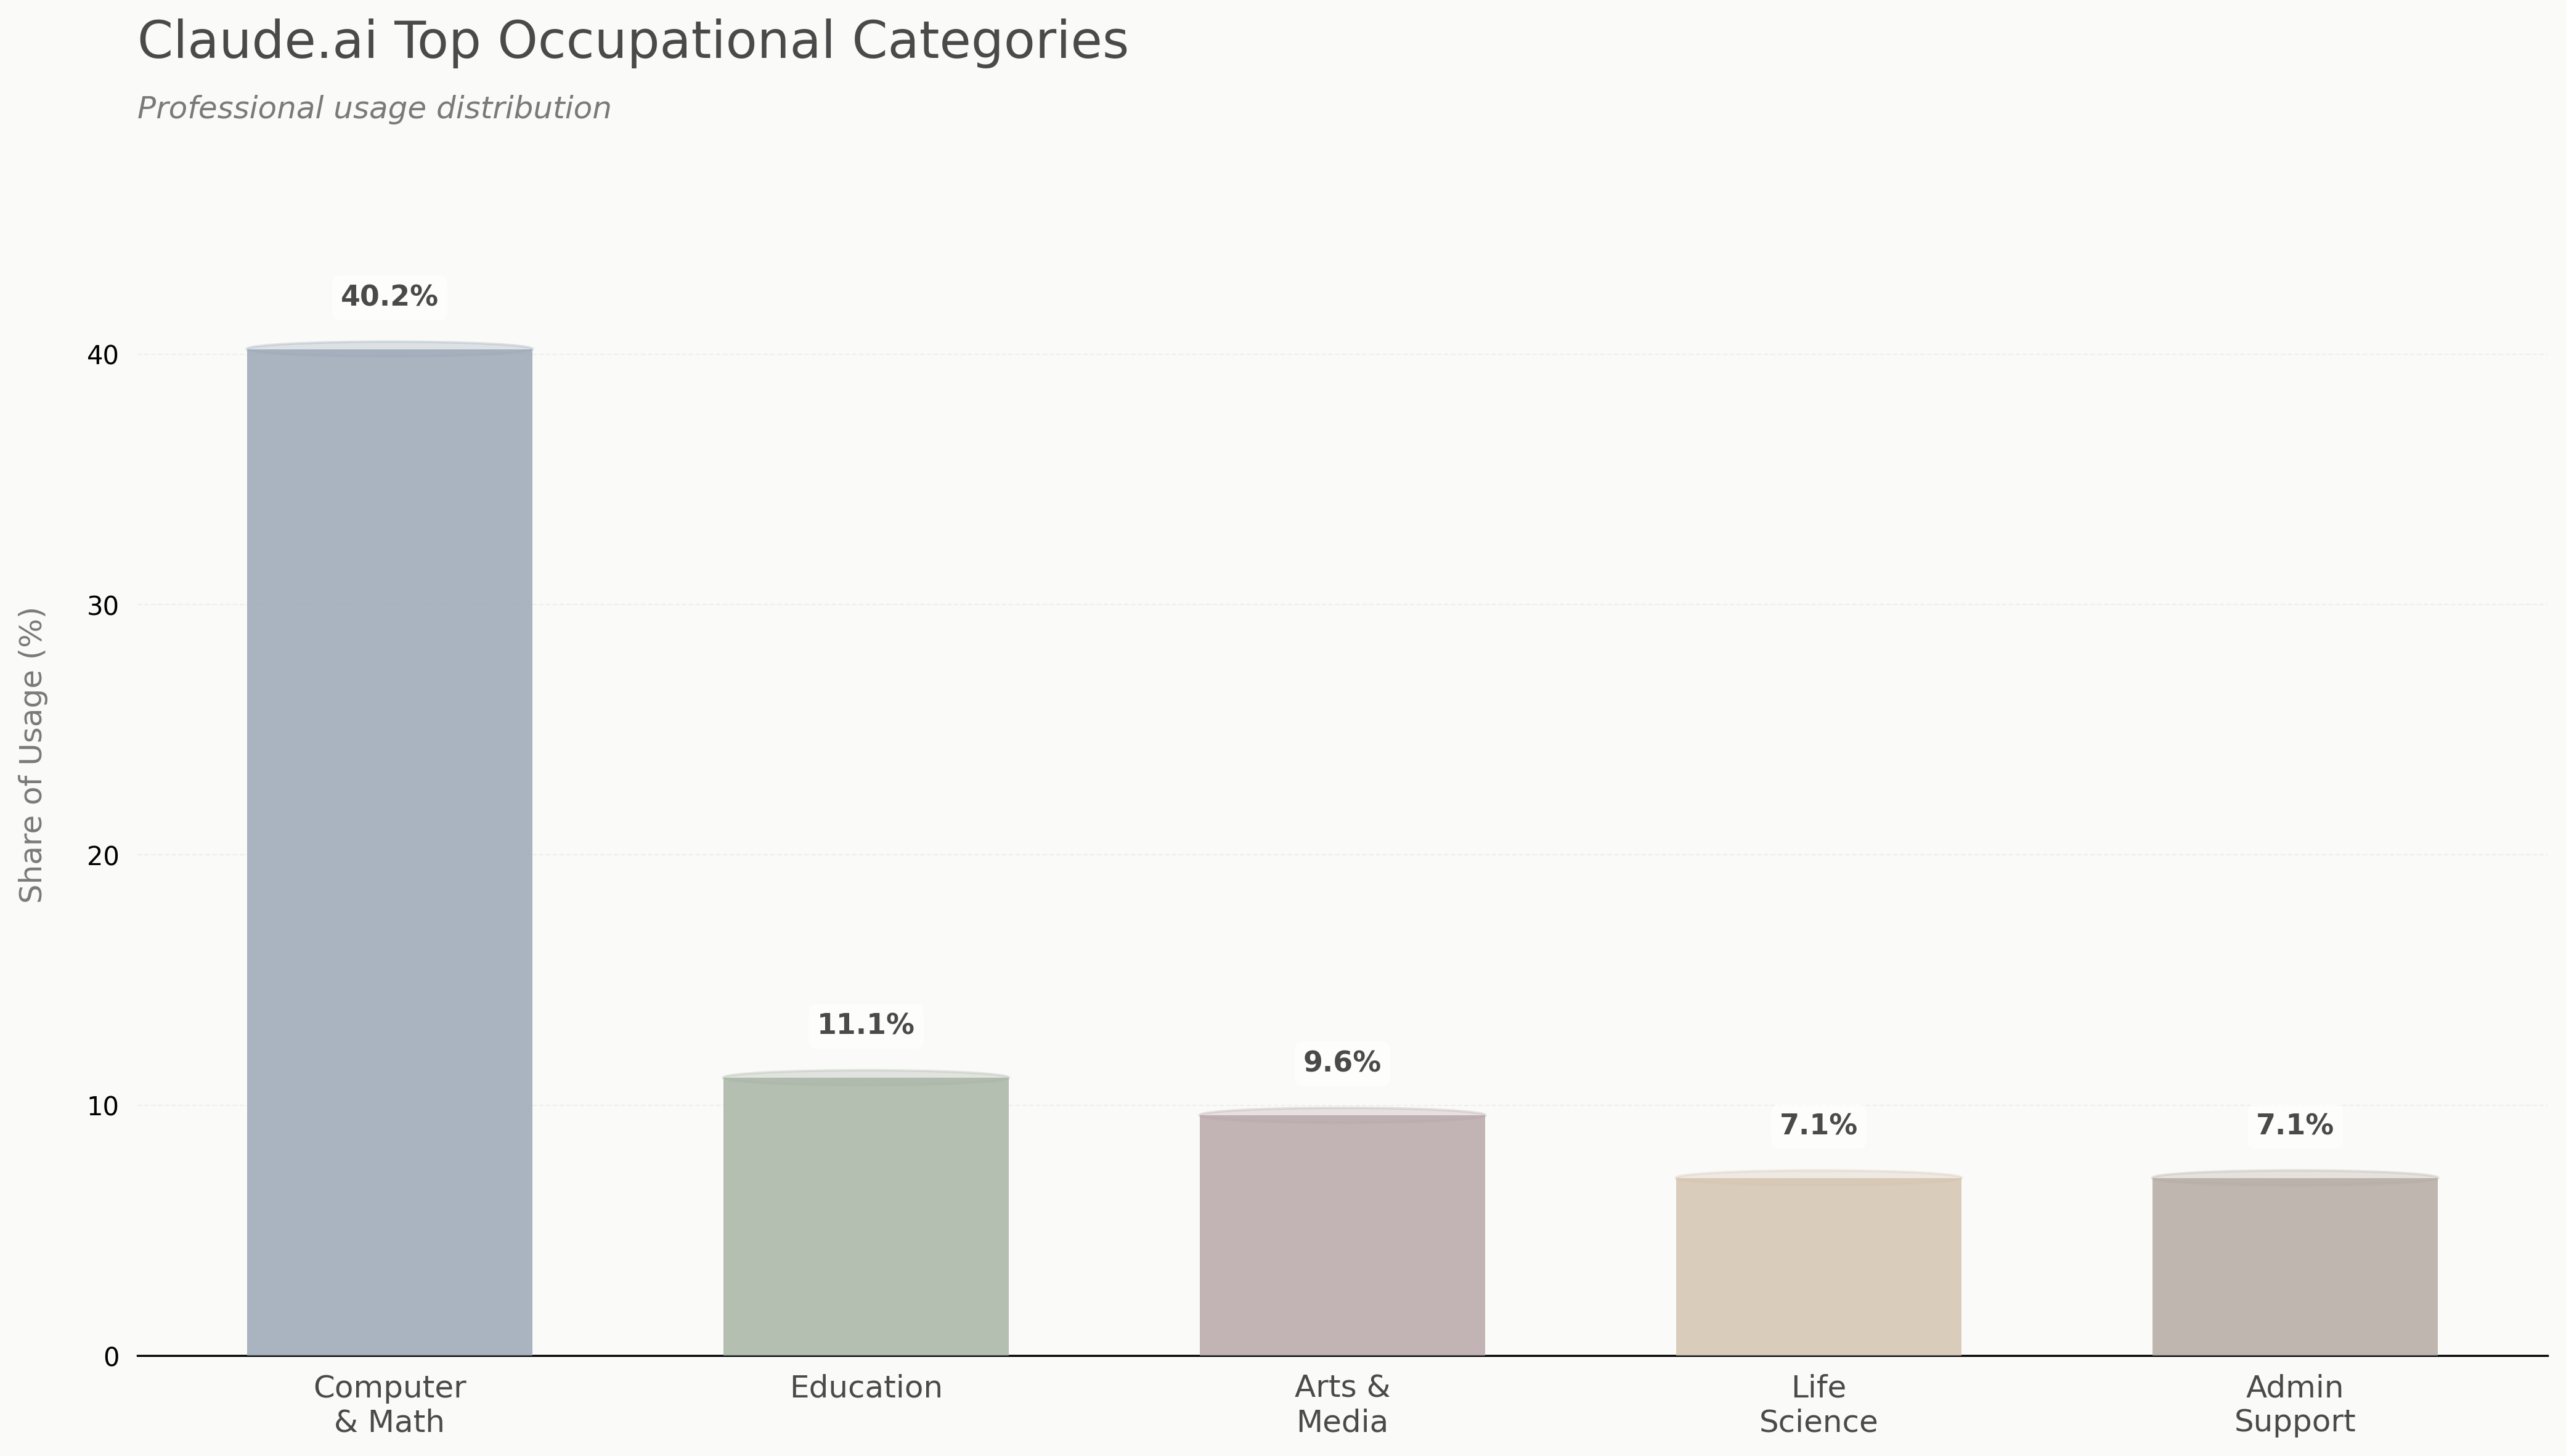 Claude.ai Top Occupational Categories
Professional usage distribution
Share of Usage (%)
40
30
20
10
0
40.2%
11.1%
9.6%
7.1%
7.1%
Computer
& Math
Education
Arts &
Media
Life
Science
Admin
Support